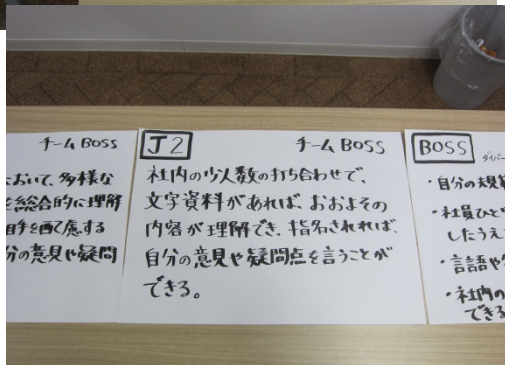 チーム BOSS
おいて、多様な
総合的に理解
相手を配慮する
分の意見や疑問
J2
チーム BOSS
社内の少人数の打ち合わせで、
文字資料があれば、おおよその
内容が理解でき、指名されれば、
自分の意見や疑問点を言うことが
できる。
BOSS
ダイバー
・自分の
・社員ひと
したうえ
・言語や
・社内の
できる